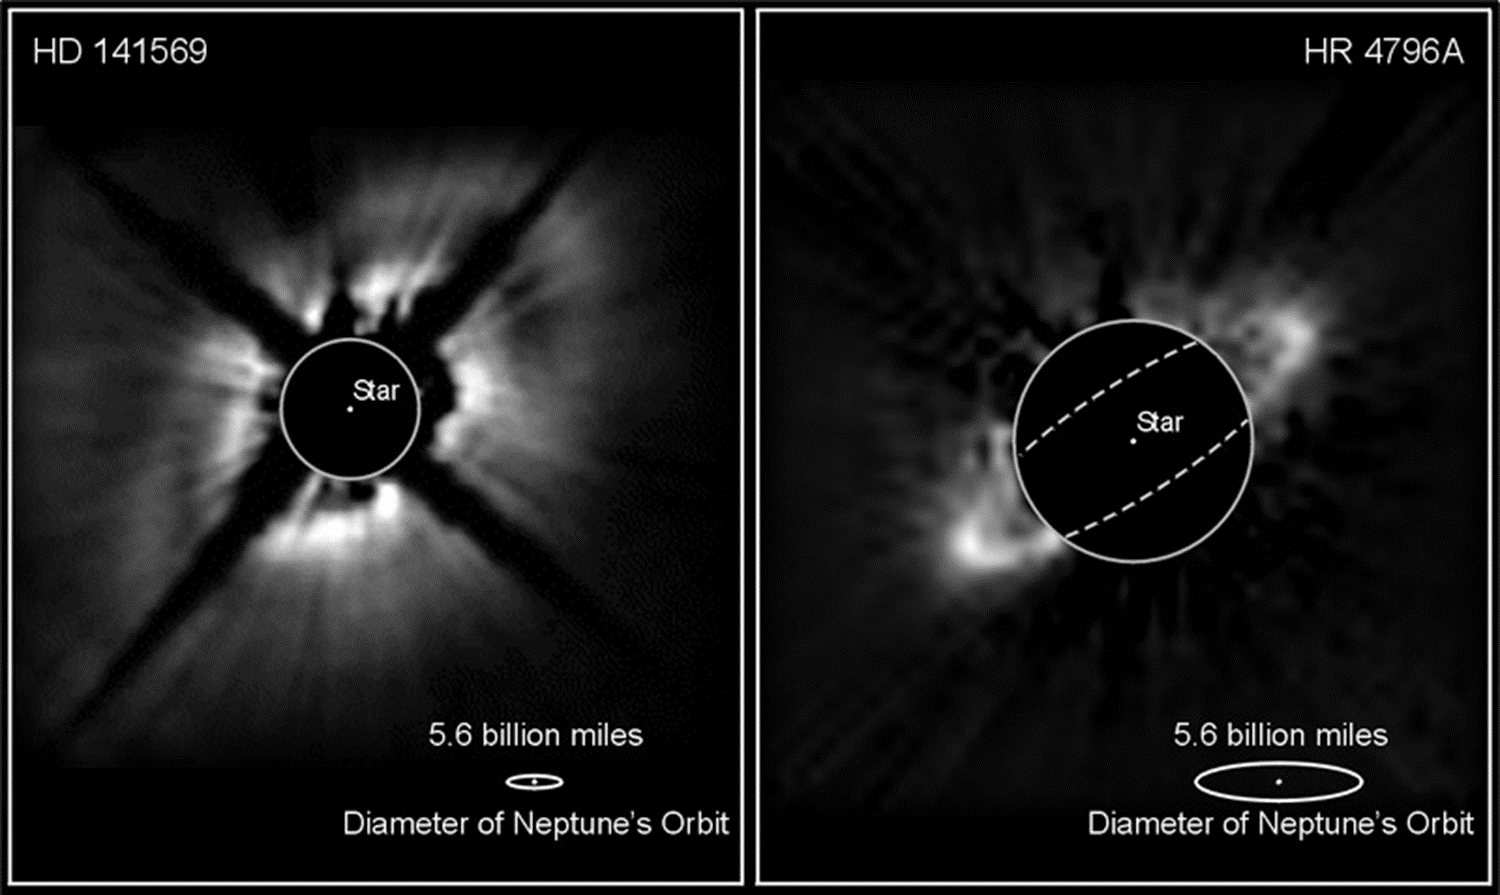 HD 141569
Star
5.6 billion miles
Diameter of Neptune's Orbit
HR 4796A
Star
5.6 billion miles
Diameter of Neptune's Orbit